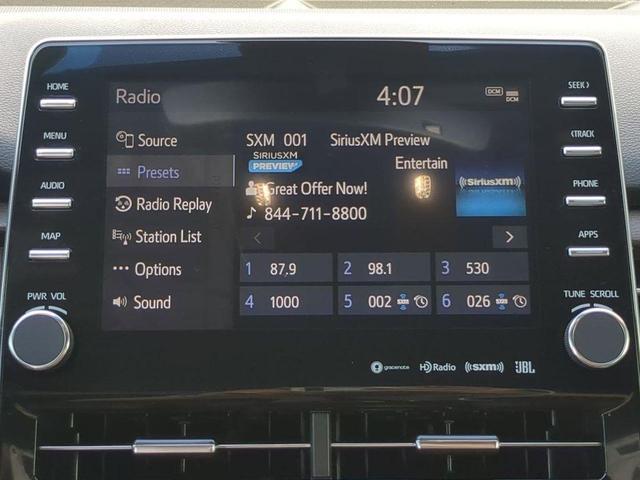 HOME
MENU
AUDIO
MAP
PWR VOL
Radio
4:07
DCM
DCM
Source
Presets
Radio Replay
Station List
Options
Sound
SXM 001 SiriusXM Preview
SIRIUSXM
PREVIEW
Entertain
Great Offer Now!
844-711-8800
((SiriusXM))
<
>
1 87.9
2 98.1
3 530
4 1000
5 002 SXM
6 026 SXM
SEEK >
< TRACK
PHONE
APPS
TUNE SCROLL
gracenote
HD Radio
((SXM))
JBL